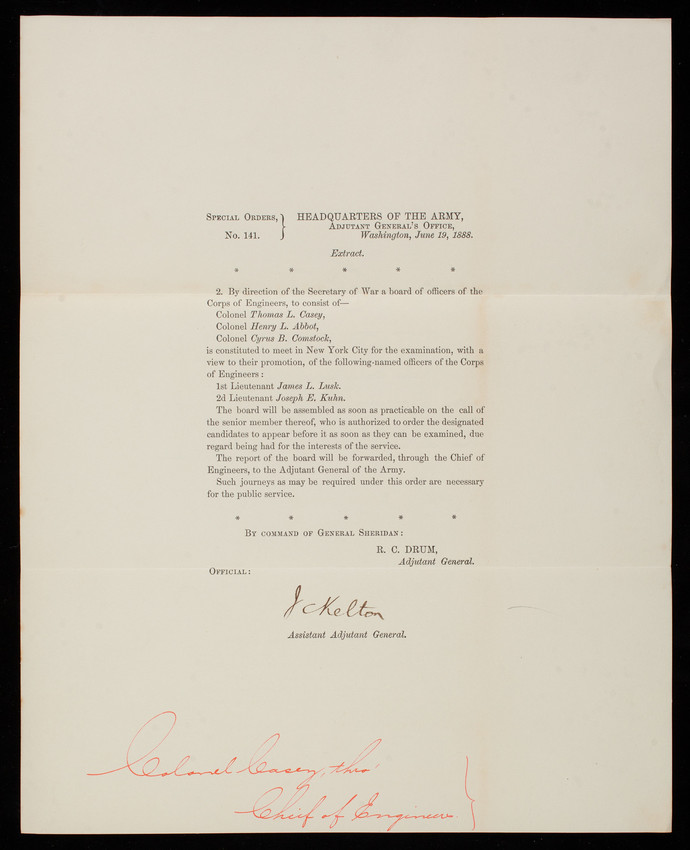 SPECIAL ORDERS, } HEADQUARTERS OF THE ARMY,
ADJUTANT GENERAL'S OFFICE,
No. 141. Washington, June 19, 1888.
Extract.
* * * * *
2. By direction of the Secretary of War a board of officers of the
Corps of Engineers, to consist of—
Colonel Thomas L. Casey,
Colonel Henry L. Abbot,
Colonel Cyrus B. Comstock,
is constituted to meet in New York City for the examination, with a
view to their promotion, of the following-named officers of the Corps
of Engineers:
1st Lieutenant James L. Lusk.
2d Lieutenant Joseph E. Kuhn.
The board will be assembled as soon as practicable on the call of
the senior member thereof, who is authorized to order the designated
candidates to appear before it as soon as they can be examined, due
regard being had for the interests of the service.
The report of the board will be forwarded, through the Chief of
Engineers, to the Adjutant General of the Army.
Such journeys as may be required under this order are necessary
for the public service.
* * * * *
BY COMMAND OF GENERAL SHERIDAN:
R. C. DRUM,
Adjutant General.
OFFICIAL:
J C Kelton
Assistant Adjutant General.
Colonel Casey, thro'
Chief of Engineers. }